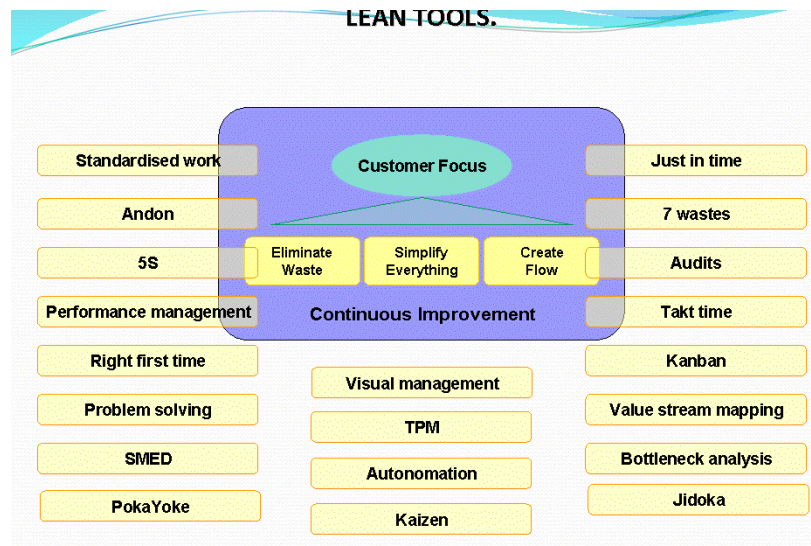 LEAN TOOLS.
Customer Focus
Eliminate
Waste
Simplify
Everything
Create
Flow
Continuous Improvement
Standardised work
Andon
5S
Performance management
Right first time
Problem solving
SMED
PokaYoke
Visual management
TPM
Autonomation
Kaizen
Just in time
7 wastes
Audits
Takt time
Kanban
Value stream mapping
Bottleneck analysis
Jidoka